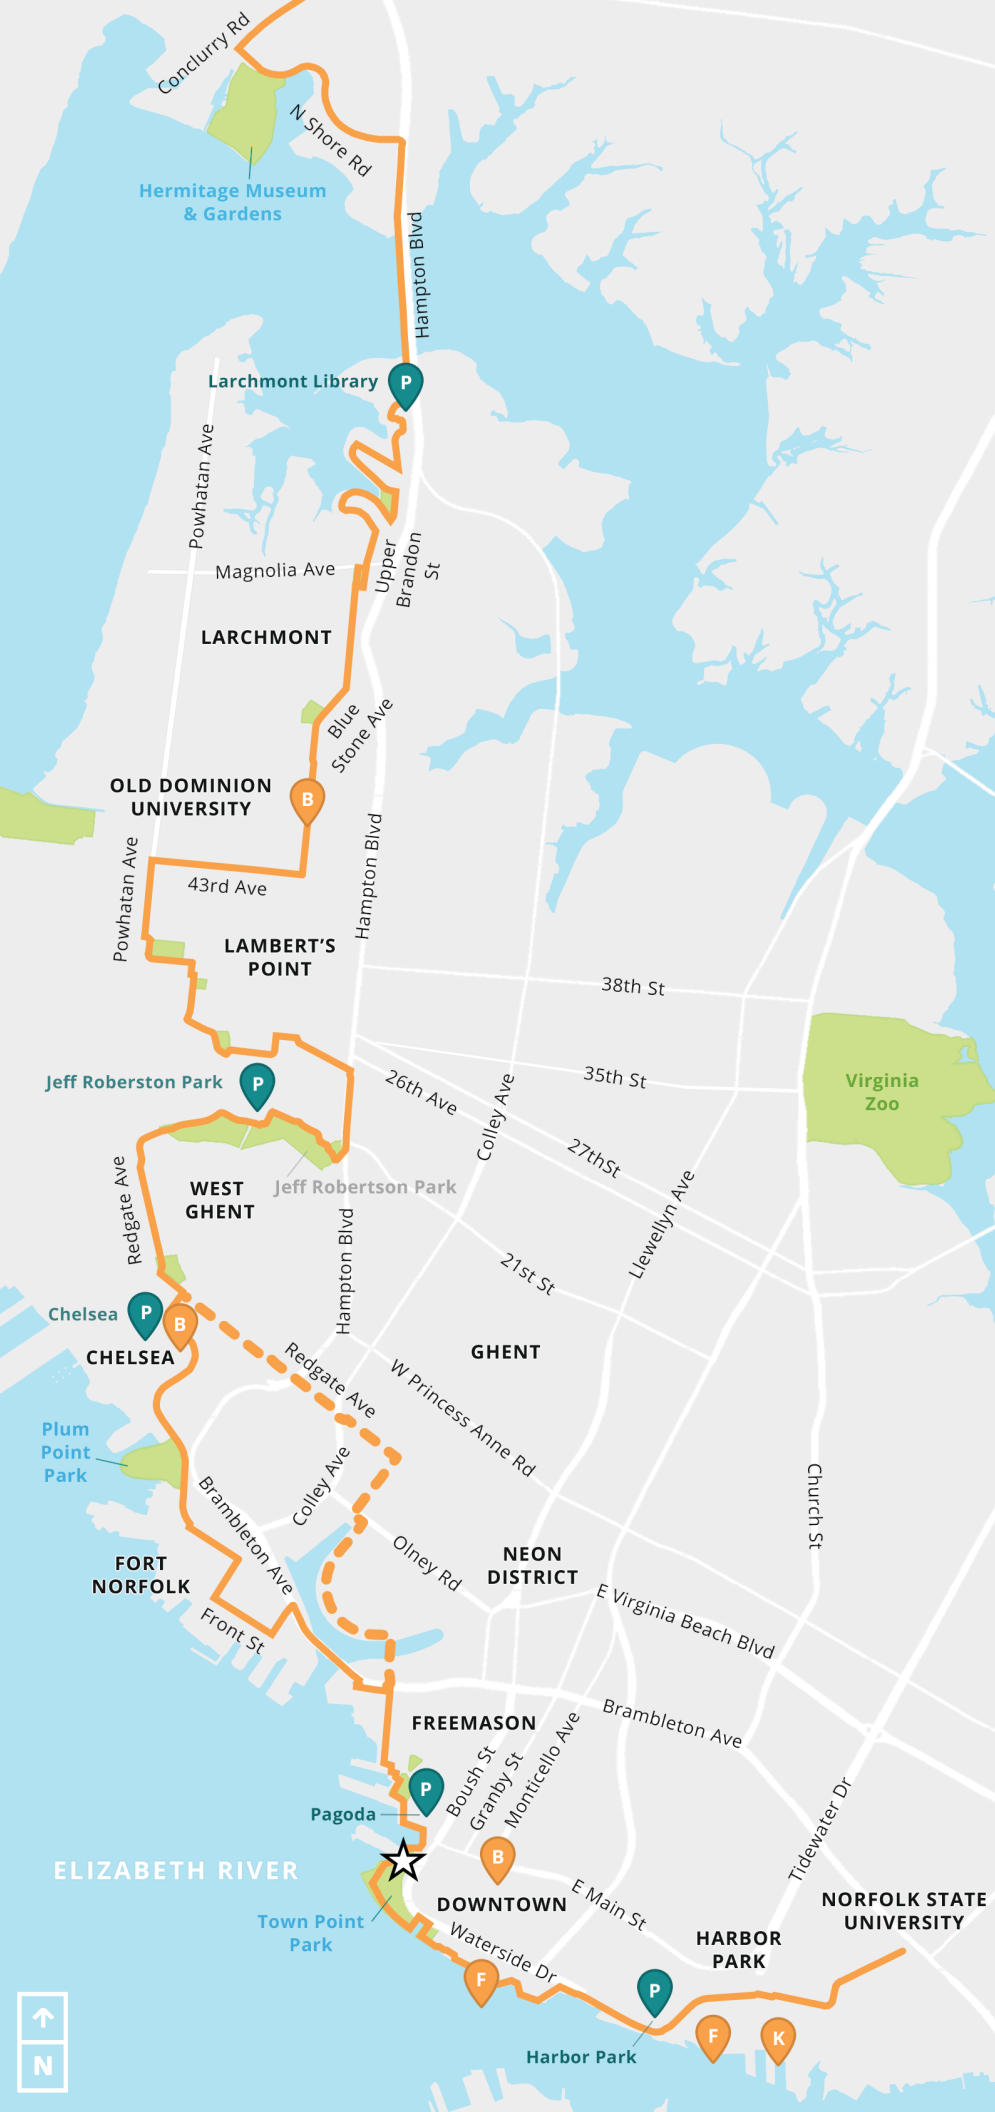 Conclurry Rd
N Shore Rd
Hermitage Museum
& Gardens
Hampton Blvd
Larchmont Library
P
Powhatan Ave
Magnolia Ave
Upper
Brandon
St
LARCHMONT
Blue
Stone Ave
OLD DOMINION
UNIVERSITY
B
Hampton Blvd
Powhatan Ave
43rd Ave
LAMBERT'S
POINT
38th St
Jeff Roberston Park
P
26th Ave
35th St
Virginia
Zoo
Colley Ave
27thSt
Redgate Ave
WEST
GHENT
Jeff Robertson Park
Llewellyn Ave
Hampton Blvd
21st St
Chelsea
P
B
CHELSEA
Redgate Ave
GHENT
W Princess Anne Rd
Plum
Point
Park
Colley Ave
Brambleton Ave
Church St
FORT
NORFOLK
Olney Rd
NEON
DISTRICT
E Virginia Beach Blvd
Front St
FREEMASON
Brambleton Ave
Boush St
Granby St
Monticello Ave
P
Pagoda
Tidewater Dr
B
ELIZABETH RIVER
DOWNTOWN
E Main St
NORFOLK STATE
UNIVERSITY
Town Point
Park
Waterside Dr
HARBOR
PARK
F
P
F
K
Harbor Park
N